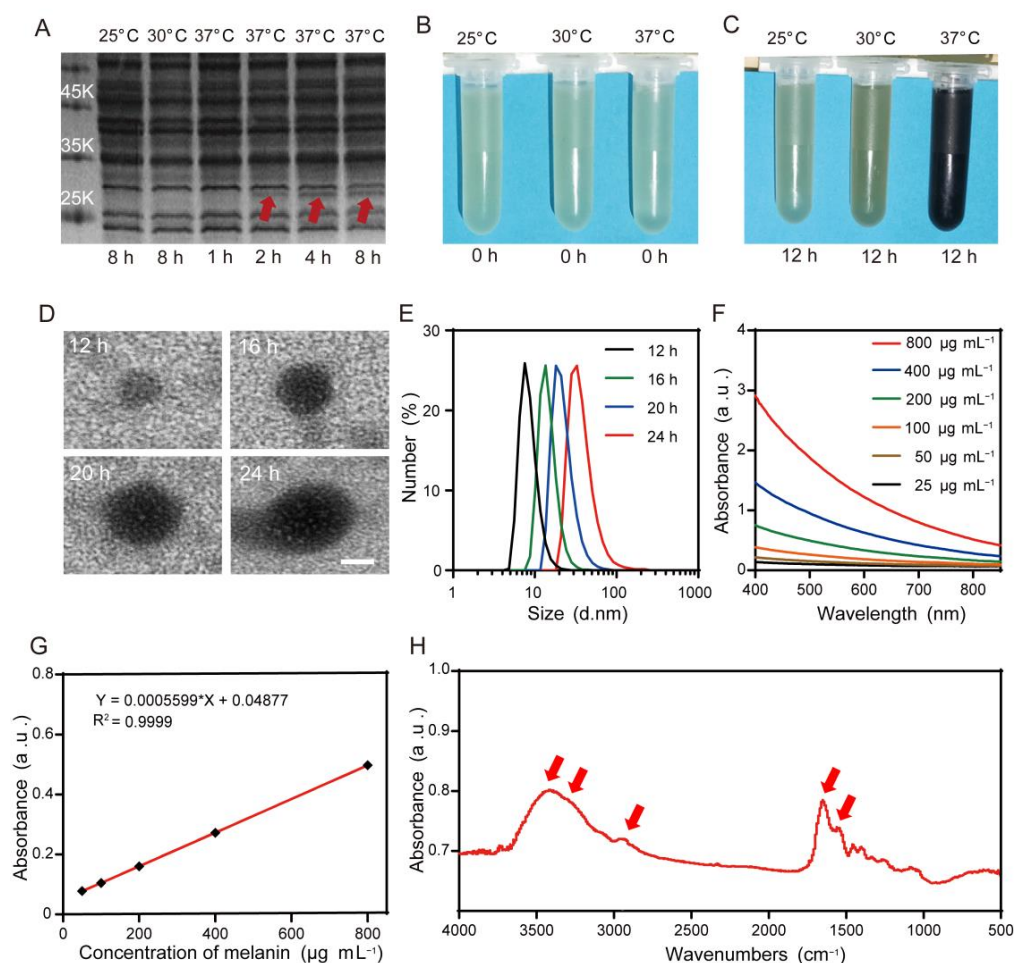 A
25°C 30°C 37°C 37°C 37°C 37°C
45K
35K
25K
8 h 8 h 1 h 2 h 4 h 8 h
B
25°C 30°C 37°C
0 h 0 h 0 h
C
25°C 30°C 37°C
12 h 12 h 12 h
D
12 h
16 h
20 h
24 h
E
30
20
10
0
Number (%)
12 h
16 h
20 h
24 h
1 10 100 1000
Size (d.nm)
F
4
3
2
1
0
Absorbance (a .u.)
800 µg mL⁻¹
400 µg mL⁻¹
200 µg mL⁻¹
100 µg mL⁻¹
50 µg mL⁻¹
25 µg mL⁻¹
400 500 600 700 800
Wavelength (nm)
G
0.8
0.6
0.4
0.2
0
Absorbance (a .u.)
Y = 0.0005599*X + 0.04877
R² = 0.9999
0 200 400 600 800
Concentration of melanin (µg mL⁻¹)
H
1.0
0.9
0.8
0.7
Absorbance (a .u.)
4000 3500 3000 2500 2000 1500 1000 500
Wavenumbers (cm⁻¹)